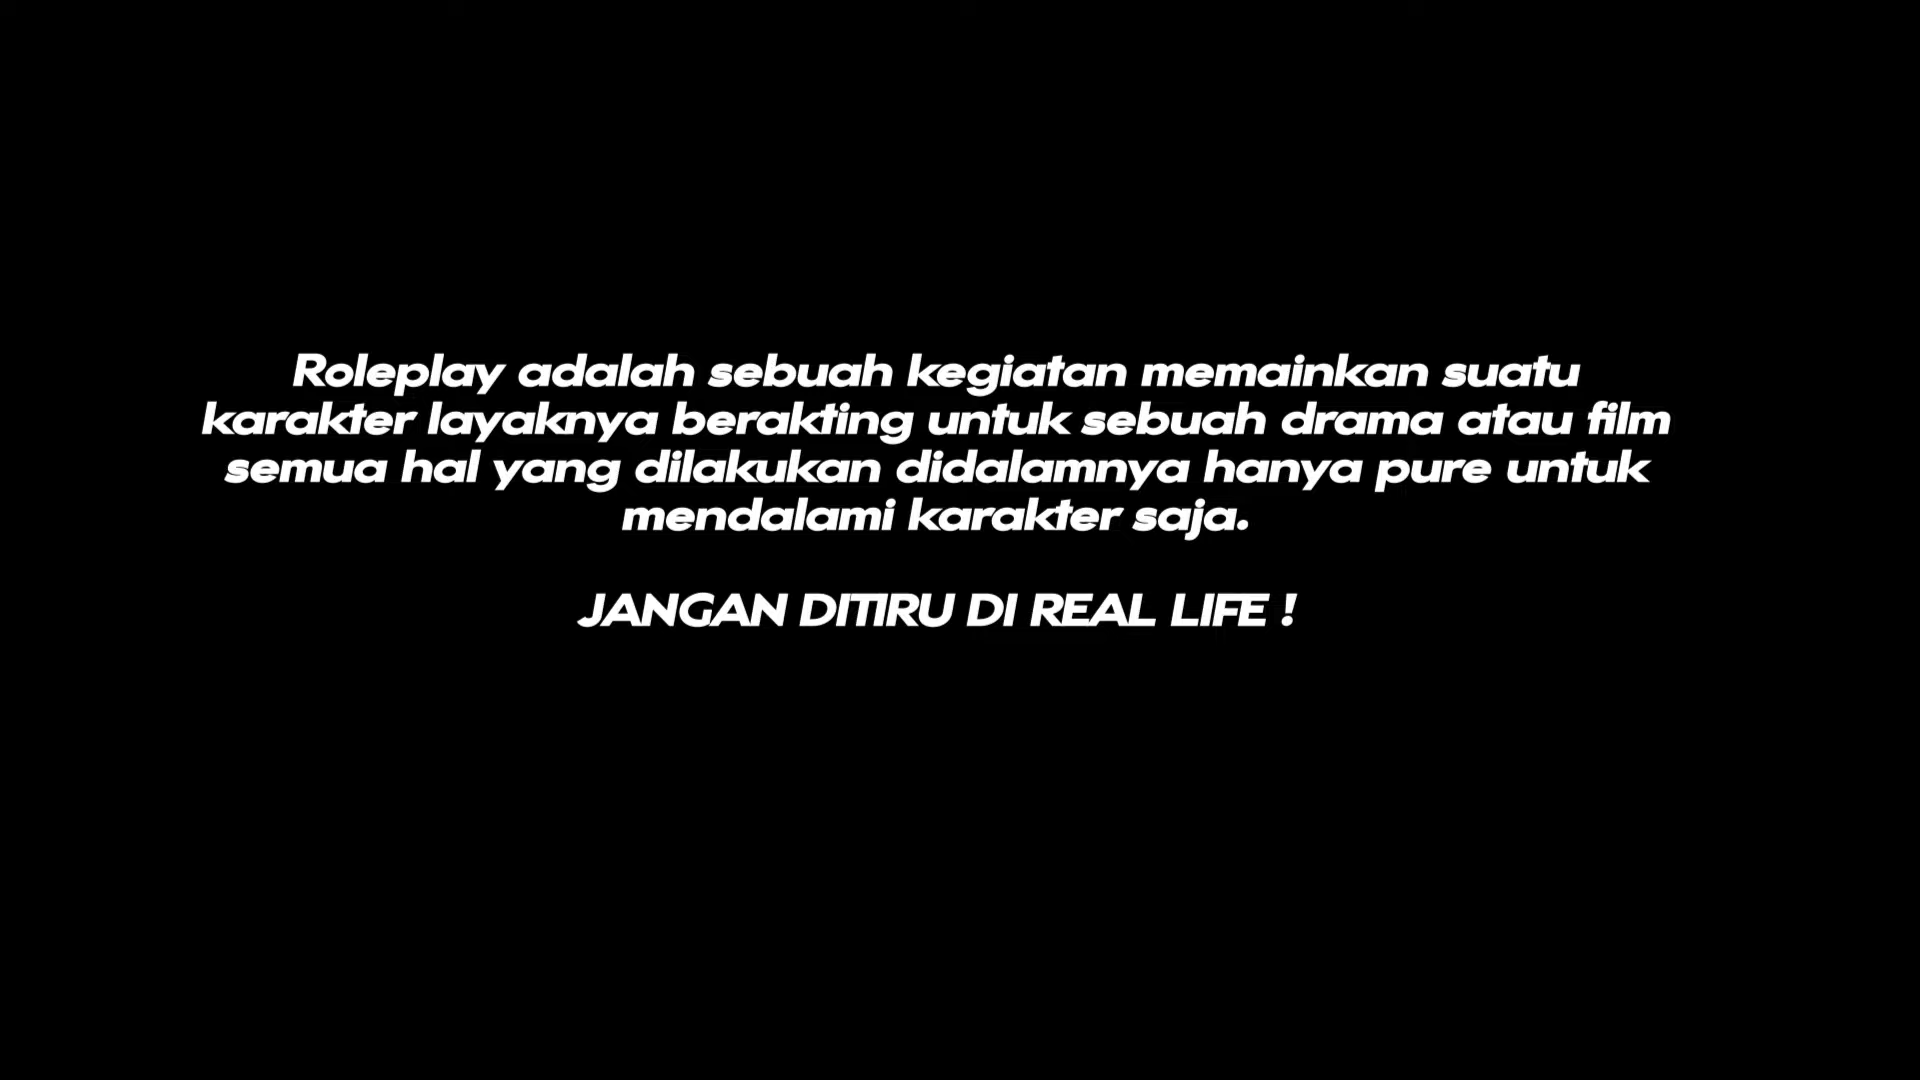 Roleplay adalah sebuah kegiatan memainkan suatu
karakter layaknya berakting untuk sebuah drama atau film
semua hal yang dilakukan didalamnya hanya pure untuk
mendalami karakter saja.
JANGAN DITIRU DI REAL LIFE !